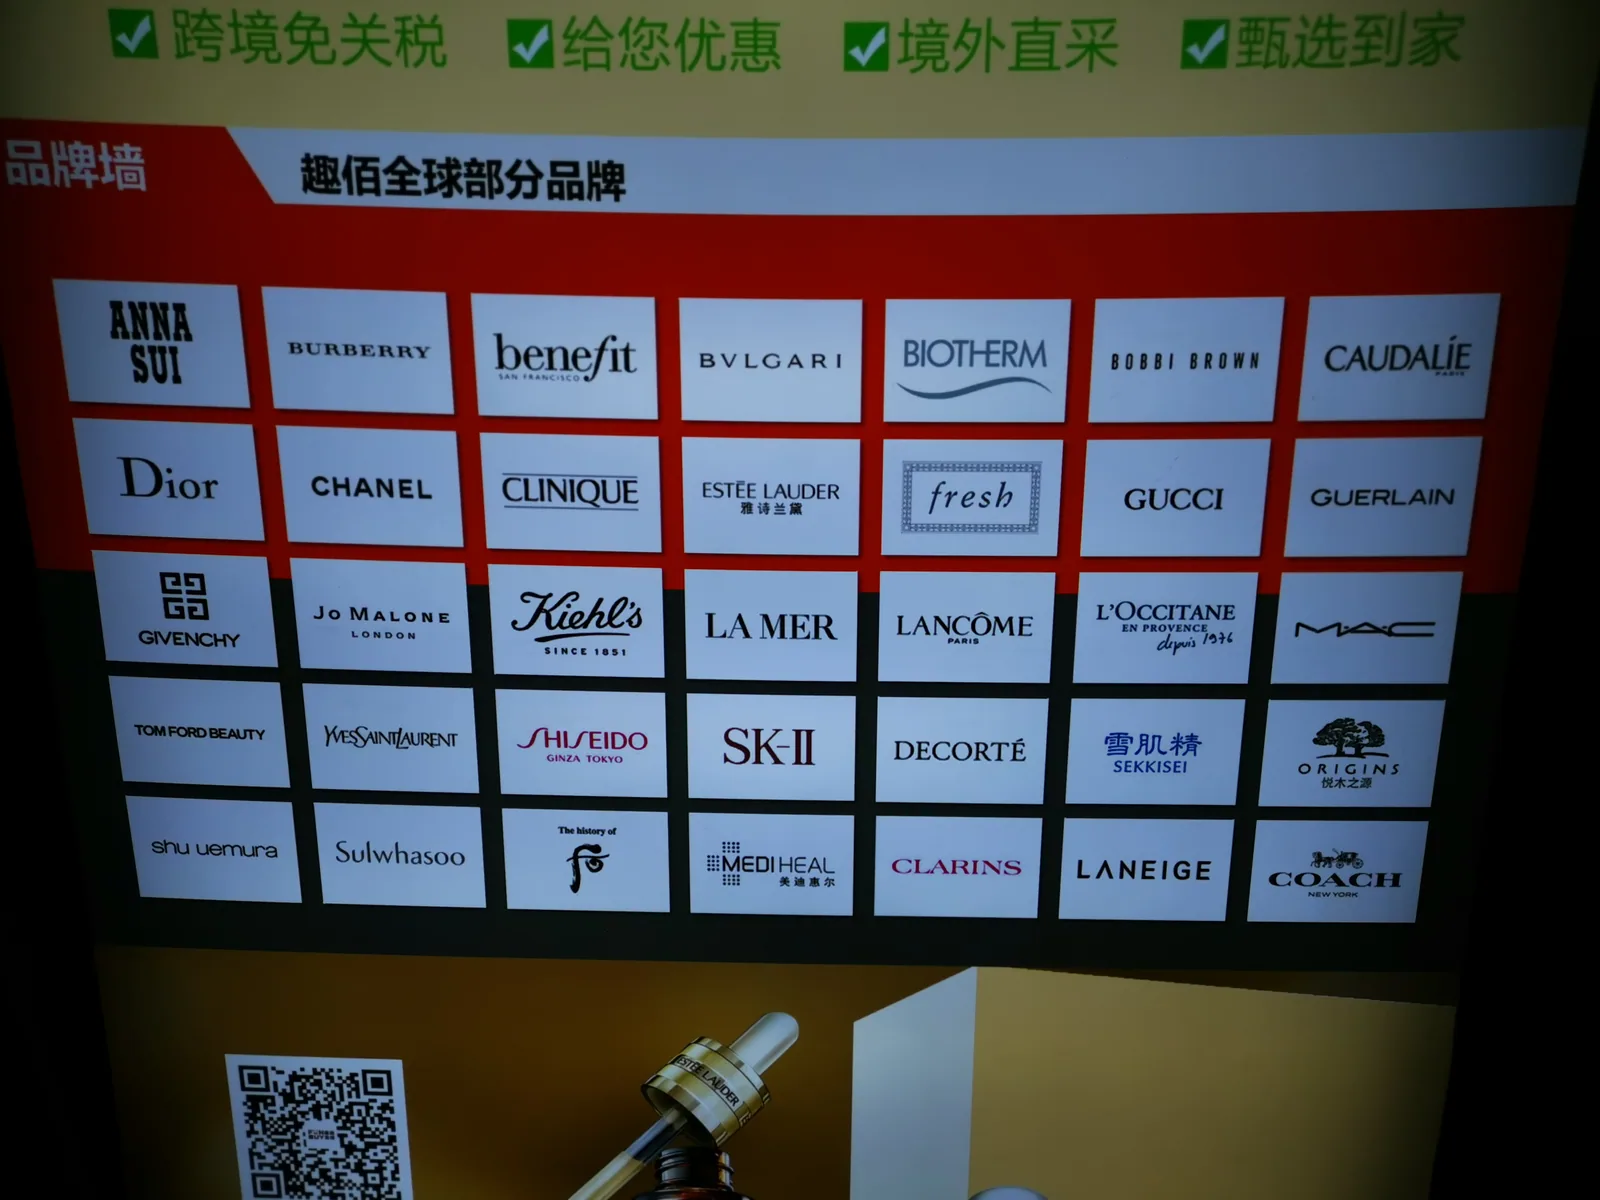 跨境免关税 给您优惠 境外直采 甄选到家
品牌墙 趣佰全球部分品牌
ANNA SUI
BURBERRY
benefit
SAN FRANCISCO
BVLGARI
BIOTHERM
BOBBI BROWN
CAUDALÍE
PARIS
Dior
CHANEL
CLINIQUE
ESTĒE LAUDER
雅诗兰黛
fresh
GUCCI
GUERLAIN
GIVENCHY
JO MALONE
LONDON
Kiehl's
SINCE 1851
LA MER
LANCÔME
PARIS
L'OCCITANE
EN PROVENCE
depuis 1976
M·A·C
TOM FORD BEAUTY
YVESSAINTLAURENT
SHISEIDO
GINZA TOKYO
SK-II
DECORTÉ
雪肌精
SEKKISEI
ORIGINS
悦木之源
shu uemura
Sulwhasoo
The history of
MEDIHEAL
美迪惠尔
CLARINS
LANEIGE
COACH
NEW YORK
ESTĒE LAUDER